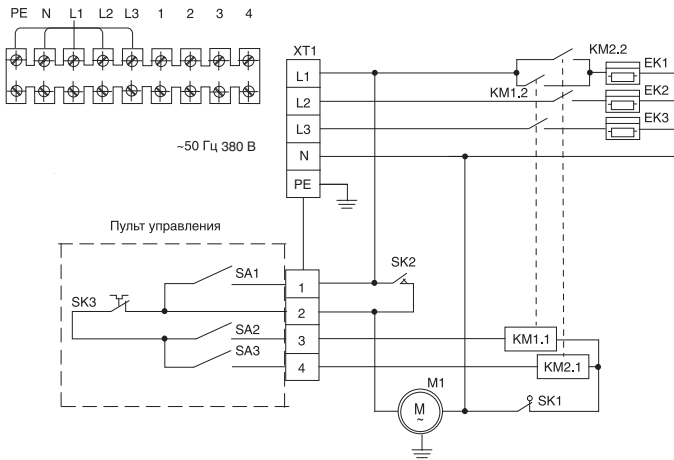 PE N L1 L2 L3 1 2 3 4
~50 Гц 380 В
XT1
L1
L2
L3
N
PE
KM2.2
KM1.2
EK1
EK2
EK3
Пульт управления
SK3
SA1
SA2
SA3
1
2
3
4
SK2
KM1.1
KM2.1
M1
M
~
SK1